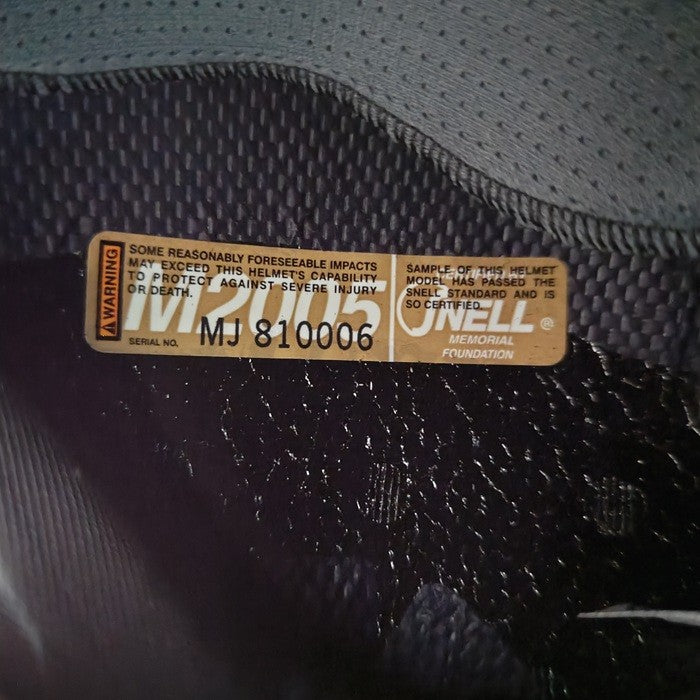 WARNING
SOME REASONABLY FORESEEABLE IMPACTS
MAY EXCEED THIS HELMET'S CAPABILITY
TO PROTECT AGAINST SEVERE INJURY
OR DEATH.
M2005
SERIAL NO. MJ 810006
SAMPLE OF THIS HELMET
MODEL HAS PASSED THE
SNELL STANDARD AND IS
SO CERTIFIED.
SNELL ®
MEMORIAL
FOUNDATION